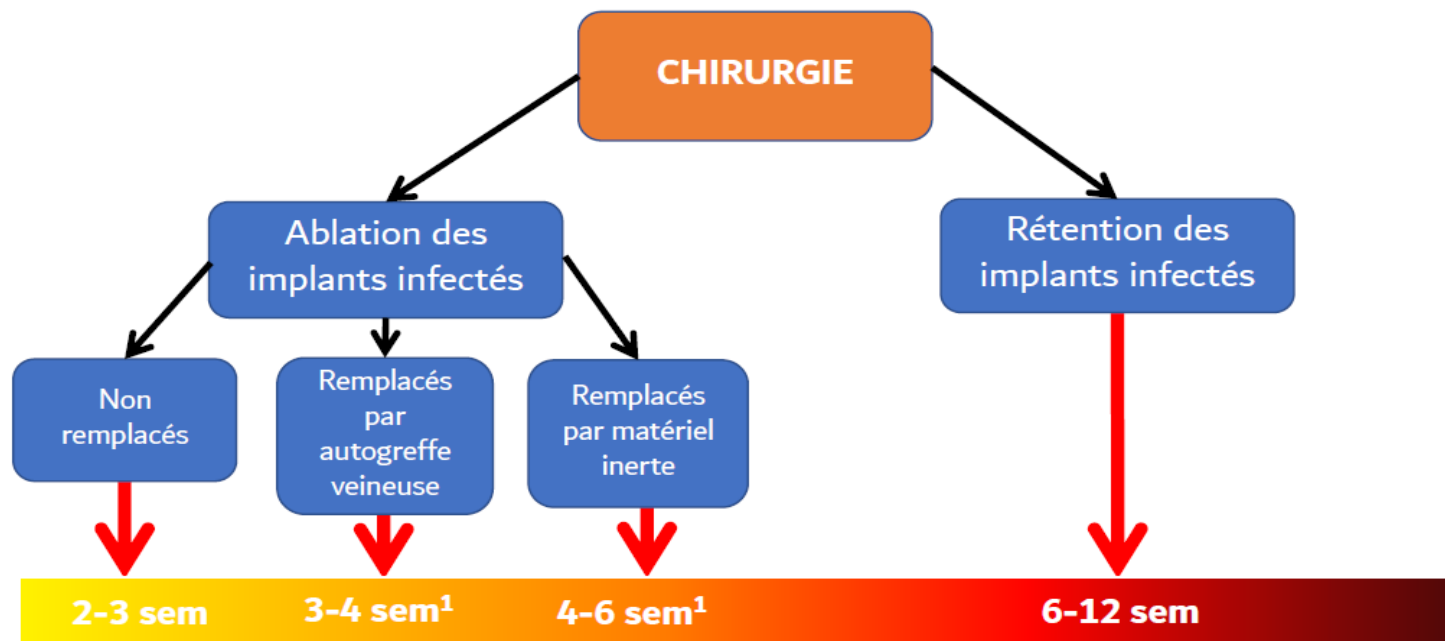 CHIRURGIE
Ablation des
implants infectés
Rétention des
implants infectés
Non
remplacés
Remplacés
par
autogreffe
veineuse
Remplacés
par matériel
inerte
2-3 sem
3-4 sem¹
4-6 sem¹
6-12 sem